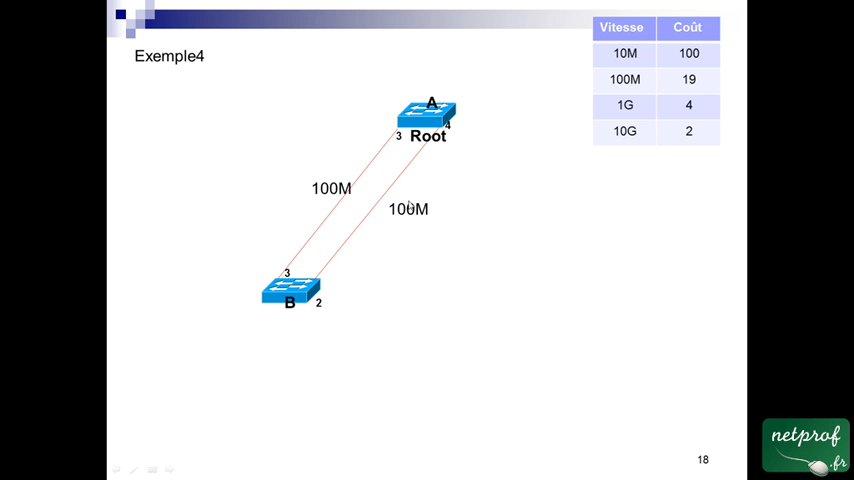 Exemple4
Vitesse Coût
10M 100
100M 19
1G 4
10G 2
A
3 4
Root
100M
100M
3
B 2
18
netprof
.fr